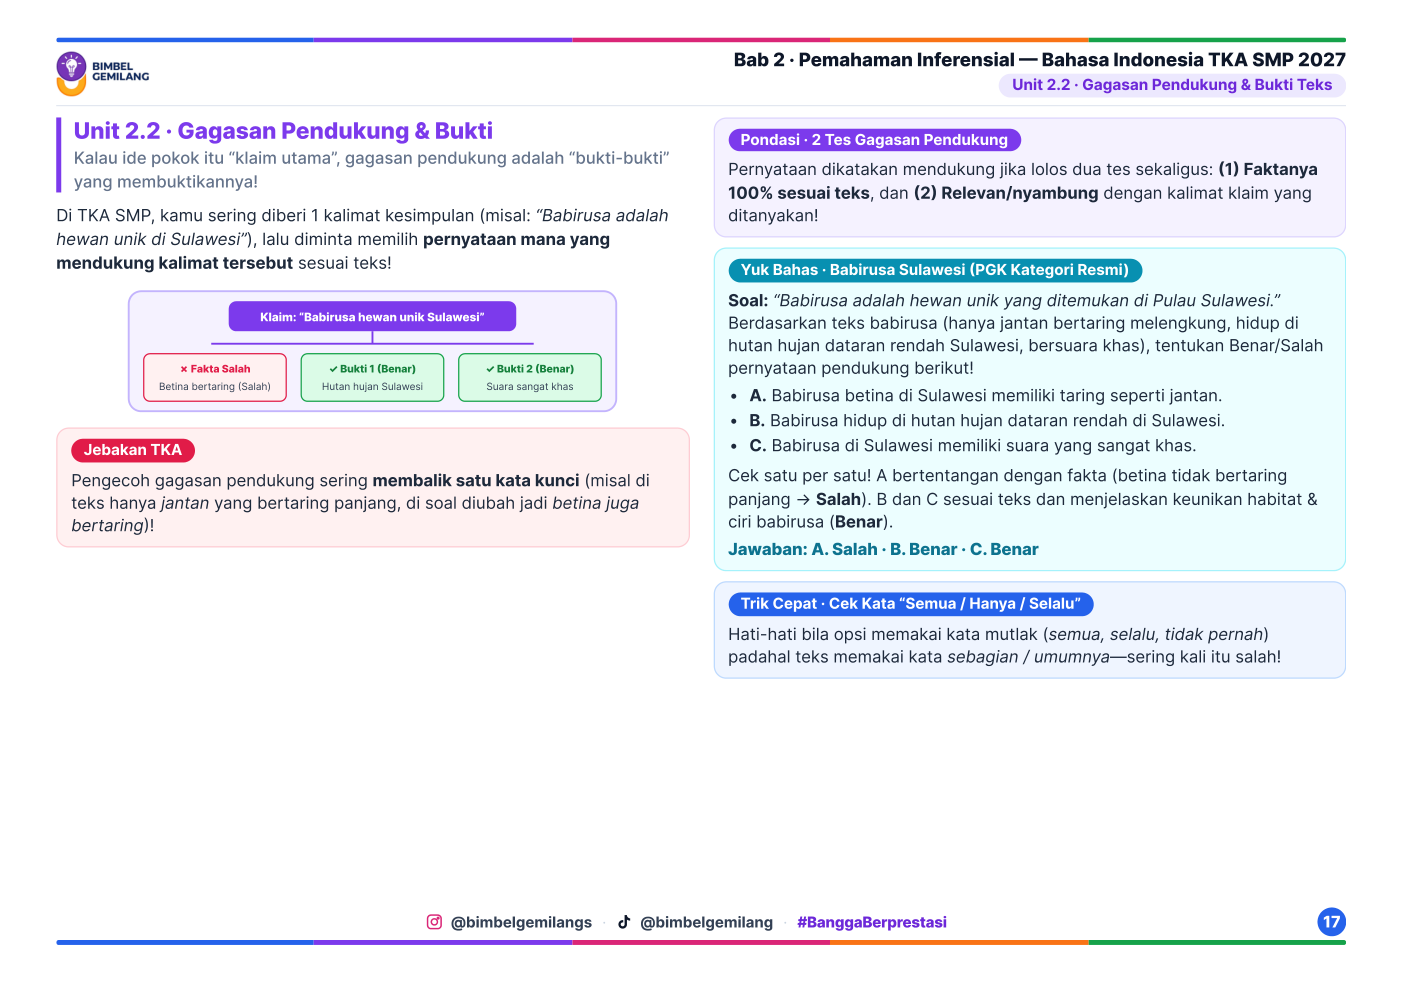 BIMBEL
GEMILANG
Bab 2 · Pemahaman Inferensial — Bahasa Indonesia TKA SMP 2027
Unit 2.2 · Gagasan Pendukung & Bukti Teks
Unit 2.2 · Gagasan Pendukung & Bukti
Kalau ide pokok itu “klaim utama”, gagasan pendukung adalah “bukti-bukti”
yang membuktikannya!
Di TKA SMP, kamu sering diberi 1 kalimat kesimpulan (misal: “Babirusa adalah
hewan unik di Sulawesi”), lalu diminta memilih pernyataan mana yang
mendukung kalimat tersebut sesuai teks!
Klaim: “Babirusa hewan unik Sulawesi”
× Fakta Salah
Betina bertaring (Salah)
✓ Bukti 1 (Benar)
Hutan hujan Sulawesi
✓ Bukti 2 (Benar)
Suara sangat khas
Jebakan TKA
Pengecoh gagasan pendukung sering membalik satu kata kunci (misal di
teks hanya jantan yang bertaring panjang, di soal diubah jadi betina juga
bertaring)!
Pondasi · 2 Tes Gagasan Pendukung
Pernyataan dikatakan mendukung jika lolos dua tes sekaligus: (1) Faktanya
100% sesuai teks, dan (2) Relevan/nyambung dengan kalimat klaim yang
ditanyakan!
Yuk Bahas · Babirusa Sulawesi (PGK Kategori Resmi)
Soal: “Babirusa adalah hewan unik yang ditemukan di Pulau Sulawesi.”
Berdasarkan teks babirusa (hanya jantan bertaring melengkung, hidup di
hutan hujan dataran rendah Sulawesi, bersuara khas), tentukan Benar/Salah
pernyataan pendukung berikut!
• A. Babirusa betina di Sulawesi memiliki taring seperti jantan.
• B. Babirusa hidup di hutan hujan dataran rendah di Sulawesi.
• C. Babirusa di Sulawesi memiliki suara yang sangat khas.
Cek satu per satu! A bertentangan dengan fakta (betina tidak bertaring
panjang → Salah). B dan C sesuai teks dan menjelaskan keunikan habitat &
ciri babirusa (Benar).
Jawaban: A. Salah · B. Benar · C. Benar
Trik Cepat · Cek Kata “Semua / Hanya / Selalu”
Hati-hati bila opsi memakai kata mutlak (semua, selalu, tidak pernah)
padahal teks memakai kata sebagian / umumnya—sering kali itu salah!
@bimbelgemilangs · @bimbelgemilang · #BanggaBerprestasi
17